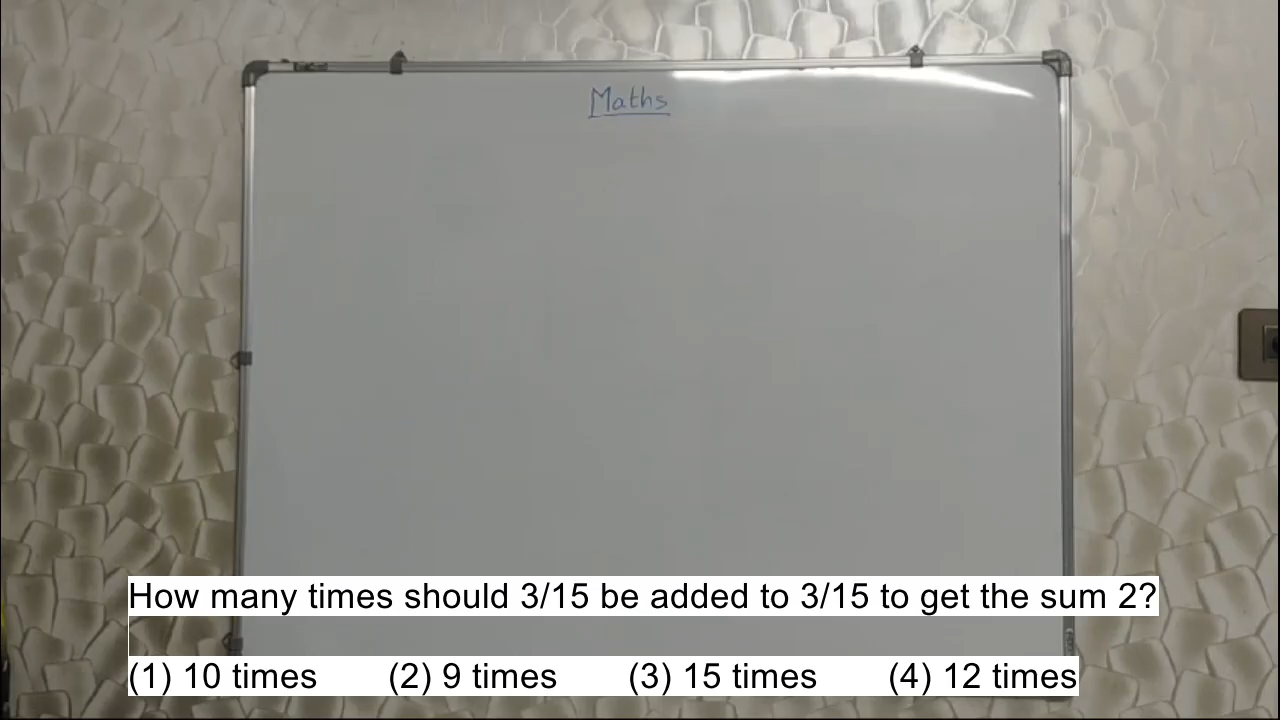 Maths
How many times should 3/15 be added to 3/15 to get the sum 2?
(1) 10 times (2) 9 times (3) 15 times (4) 12 times